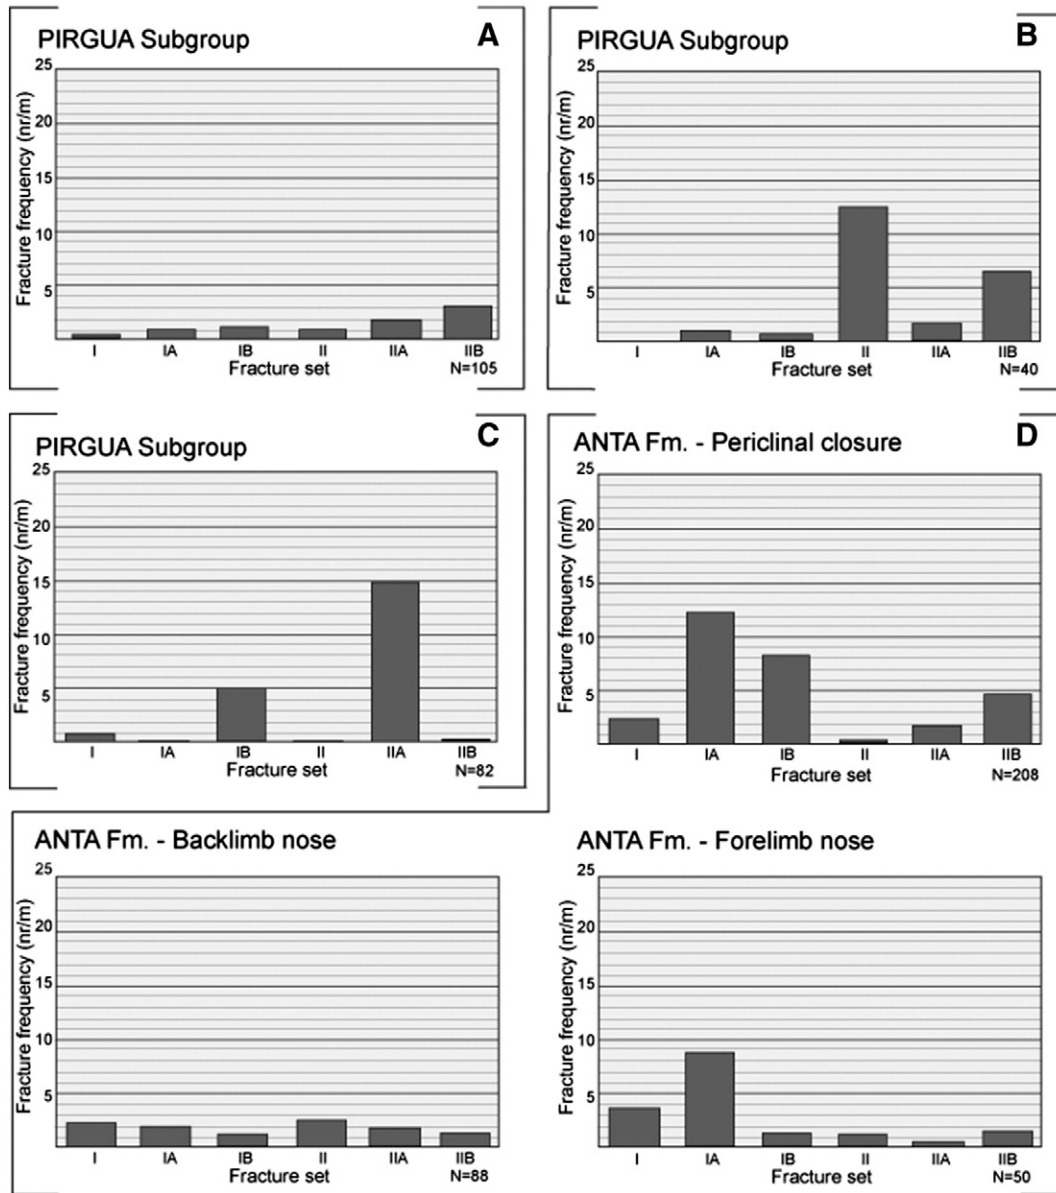 PIRGUA Subgroup
A
25
20
15
10
5
Fracture frequency (nr/m)
I IA IB II IIA IIB
Fracture set
N=105
PIRGUA Subgroup
B
25
20
15
10
5
Fracture frequency (nr/m)
I IA IB II IIA IIB
Fracture set
N=40
PIRGUA Subgroup
C
25
20
15
10
5
Fracture frequency (nr/m)
I IA IB II IIA IIB
Fracture set
N=82
D
ANTA Fm. - Periclinal closure
25
20
15
10
5
Fracture frequency (nr/m)
I IA IB II IIA IIB
Fracture set
N=208
ANTA Fm. - Backlimb nose
25
20
15
10
5
Fracture frequency (nr/m)
I IA IB II IIA IIB
Fracture set
N=88
ANTA Fm. - Forelimb nose
25
20
15
10
5
Fracture frequency (nr/m)
I IA IB II IIA IIB
Fracture set
N=50